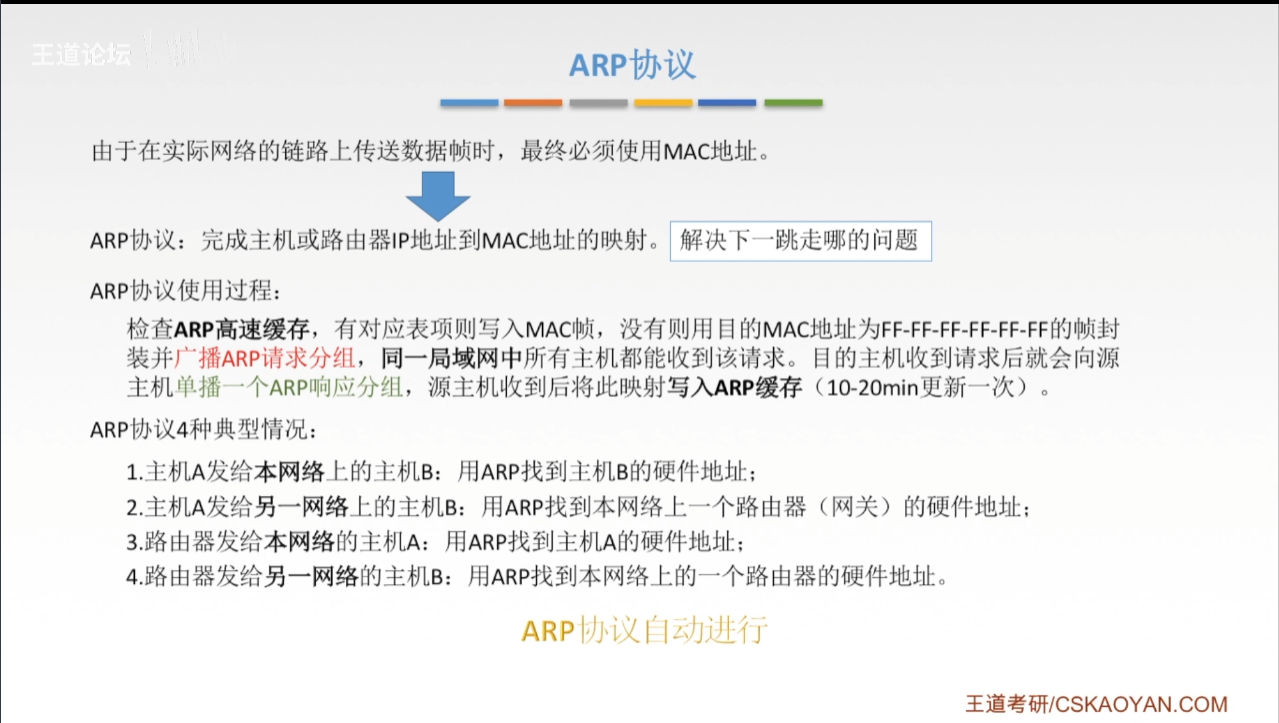 王道论坛
ARP协议
由于在实际网络的链路上传送数据帧时，最终必须使用MAC地址。
ARP协议：完成主机或路由器IP地址到MAC地址的映射。 解决下一跳走哪的问题
ARP协议使用过程：
检查ARP高速缓存，有对应表项则写入MAC帧，没有则用目的MAC地址为FF-FF-FF-FF-FF-FF的帧封
装并广播ARP请求分组，同一局域网中所有主机都能收到该请求。目的主机收到请求后就会向源
主机单播一个ARP响应分组，源主机收到后将此映射写入ARP缓存（10-20min更新一次）。
ARP协议4种典型情况：
1.主机A发给本网络上的主机B：用ARP找到主机B的硬件地址；
2.主机A发给另一网络上的主机B：用ARP找到本网络上一个路由器（网关）的硬件地址；
3.路由器发给本网络的主机A：用ARP找到主机A的硬件地址；
4.路由器发给另一网络的主机B：用ARP找到本网络上的一个路由器的硬件地址。
ARP协议自动进行
王道考研/CSKAOYAN.COM